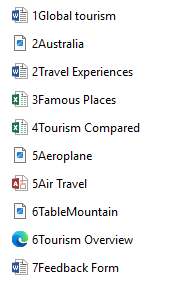 1Global tourism
2Australia
2Travel Experiences
3Famous Places
4Tourism Compared
5Aeroplane
5Air Travel
6TableMountain
6Tourism Overview
7Feedback Form